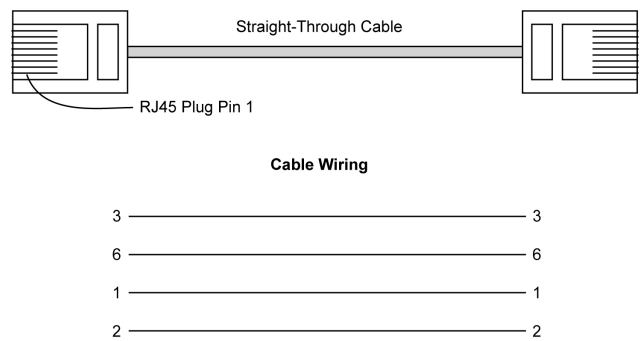 Straight-Through Cable
RJ45 Plug Pin 1
Cable Wiring
3 3
6 6
1 1
2 2